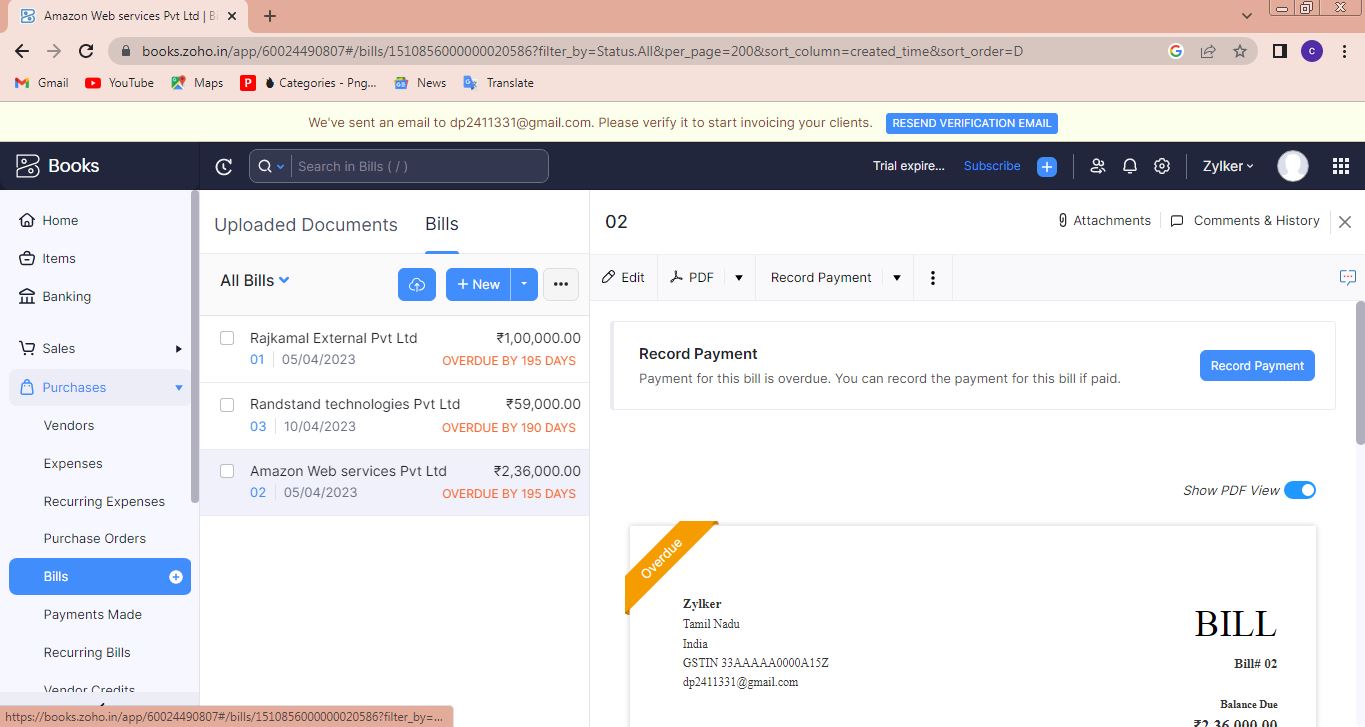 Amazon Web services Pvt Ltd | Bi
books.zoho.in/app/60024490807#/bills/1510856000000020586?filter_by=Status.All&per_page=200&sort_column=created_time&sort_order=D
C
Gmail YouTube Maps Categories - Png... News Translate
We've sent an email to dp2411331@gmail.com. Please verify it to start invoicing your clients. RESEND VERIFICATION EMAIL
Books
Search in Bills ( / )
Trial expire... Subscribe
Zylker
Home
Items
Banking
Sales
Purchases
Vendors
Expenses
Recurring Expenses
Purchase Orders
Bills
Payments Made
Recurring Bills
Vendor Credits
Uploaded Documents Bills
All Bills
+ New
Rajkamal External Pvt Ltd ₹1,00,000.00
01 05/04/2023 OVERDUE BY 195 DAYS
Randstand technologies Pvt Ltd ₹59,000.00
03 10/04/2023 OVERDUE BY 190 DAYS
Amazon Web services Pvt Ltd ₹2,36,000.00
02 05/04/2023 OVERDUE BY 195 DAYS
02
Attachments Comments & History
Edit PDF Record Payment
Record Payment
Payment for this bill is overdue. You can record the payment for this bill if paid.
Record Payment
Show PDF View
Overdue
Zylker
Tamil Nadu
India
GSTIN 33AAAAA0000A15Z
dp2411331@gmail.com
BILL
Bill# 02
Balance Due
₹2,36,000.00
https://books.zoho.in/app/60024490807#/bills/1510856000000020586?filter_by=...